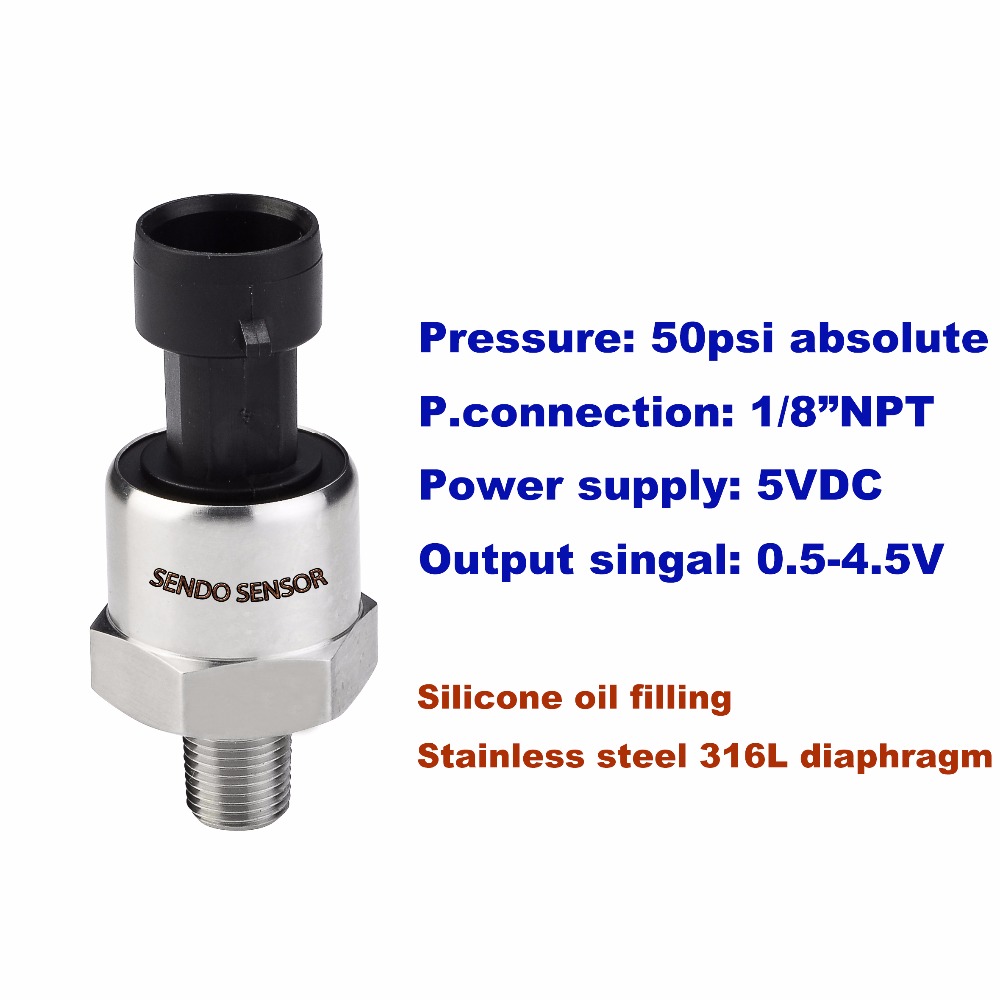 Pressure: 50psi absolute
P.connection: 1/8”NPT
Power supply: 5VDC
Output singal: 0.5-4.5V
SENDO SENSOR
Silicone oil filling
Stainless steel 316L diaphragm